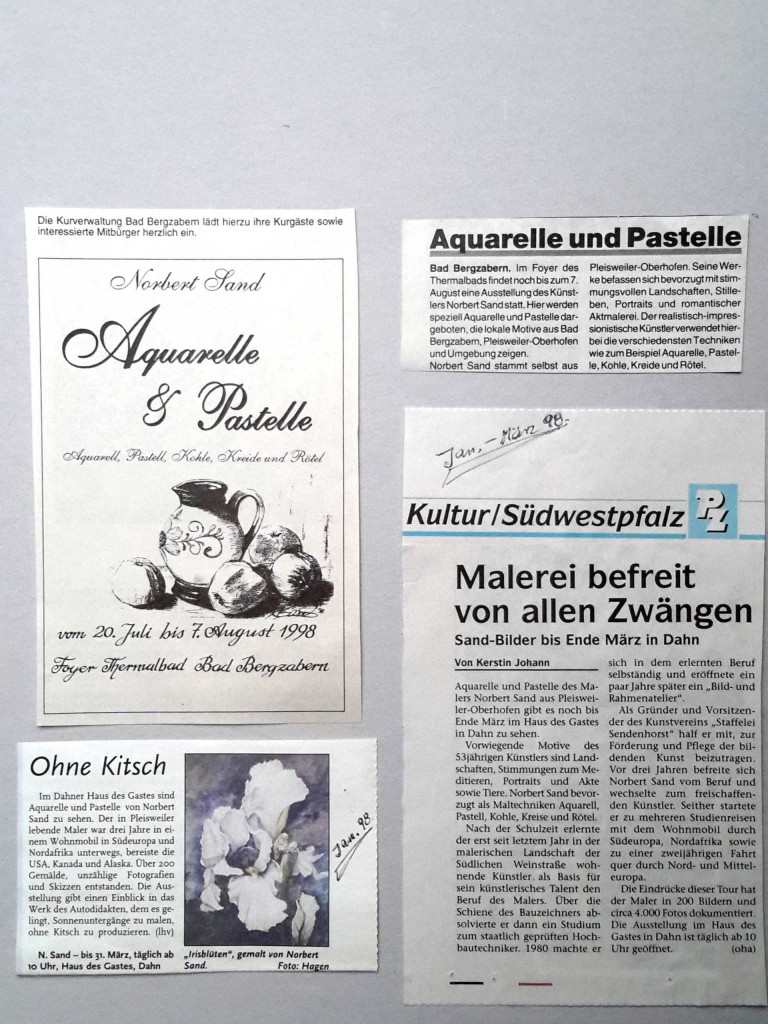 Die Kurverwaltung Bad Bergzabern lädt hierzu ihre Kurgäste sowie
interessierte Mitbürger herzlich ein.
Norbert Sand
Aquarelle
& Pastelle
Aquarell, Pastell, Kohle, Kreide und Rötel
vom 20. Juli bis 7. August 1998
Foyer Thermalbad Bad Bergzabern
Aquarelle und Pastelle
Bad Bergzabern. Im Foyer des
Thermalbads findet noch bis zum 7.
August eine Ausstellung des Künst-
lers Norbert Sand statt. Hier werden
speziell Aquarelle und Pastelle dar-
geboten, die lokale Motive aus Bad
Bergzabern, Pleisweiler-Oberhofen
und Umgebung zeigen.
Norbert Sand stammt selbst aus
Pleisweiler-Oberhofen. Seine Wer-
ke befassen sich bevorzugt mit stim-
mungsvollen Landschaften, Stille-
ben, Portraits und romantischer
Aktmalerei. Der realistisch-impres-
sionistische Künstler verwendet hier-
bei die verschiedensten Techniken
wie zum Beispiel Aquarelle, Pastel-
le, Kohle, Kreide und Rötel.
Ohne Kitsch
Im Dahner Haus des Gastes sind
Aquarelle und Pastelle von Norbert
Sand zu sehen. Der in Pleisweiler
lebende Maler war drei Jahre in ei-
nem Wohnmobil in Südeuropa und
Nordafrika unterwegs, bereiste die
USA, Kanada und Alaska. Über 200
Gemälde, unzählige Fotografien
und Skizzen entstanden. Die Aus-
stellung gibt einen Einblick in das
Werk des Autodidakten, dem es ge-
lingt, Sonnenuntergänge zu malen,
ohne Kitsch zu produzieren. (lhv)
N. Sand – bis 31. März, täglich ab
10 Uhr, Haus des Gastes, Dahn
„Irisblüten“, gemalt von Norbert
Sand. Foto: Hagen
Jan. 98
Jan. – März 98
Kultur/Südwestpfalz
PZ
Malerei befreit
von allen Zwängen
Sand-Bilder bis Ende März in Dahn
Von Kerstin Johann
Aquarelle und Pastelle des Ma-
lers Norbert Sand aus Pleiswei-
ler-Oberhofen gibt es noch bis
Ende März im Haus des Gastes
in Dahn zu sehen.
Vorwiegende Motive des
53jährigen Künstlers sind Land-
schaften, Stimmungen zum Me-
ditieren, Portraits und Akte
sowie Tiere. Norbert Sand bevor-
zugt als Maltechniken Aquarell,
Pastell, Kohle, Kreise und Rötel.
Nach der Schulzeit erlernte
der erst seit letztem Jahr in der
malerischen Landschaft der
Südlichen Weinstraße woh-
nende Künstler als Basis für
sein künstlerisches Talent den
Beruf des Malers. Über die
Schiene des Bauzeichners ab-
solvierte er dann ein Studium
zum staatlich geprüften Hoch-
bautechniker. 1980 machte er
sich in dem erlernten Beruf
selbständig und eröffnete ein
paar Jahre später ein „Bild- und
Rahmenatelier“.
Als Gründer und Vorsitzen-
der des Kunstvereins „Staffelei
Sendenhorst“ half er mit, zur
Förderung und Pflege der bil-
denden Kunst beizutragen.
Vor drei Jahren befreite sich
Norbert Sand vom Beruf und
wechselte zum freischaffen-
den Künstler. Seither startete
er zu mehreren Studienreisen
mit dem Wohnmobil durch
Südeuropa, Nordafrika sowie
zu einer zweijährigen Fahrt
quer durch Nord- und Mittel-
europa.
Die Eindrücke dieser Tour hat
der Maler in 200 Bildern und
circa 4.000 Fotos dokumentiert.
Die Ausstellung im Haus des
Gastes in Dahn ist täglich ab 10
Uhr geöffnet. (oha)